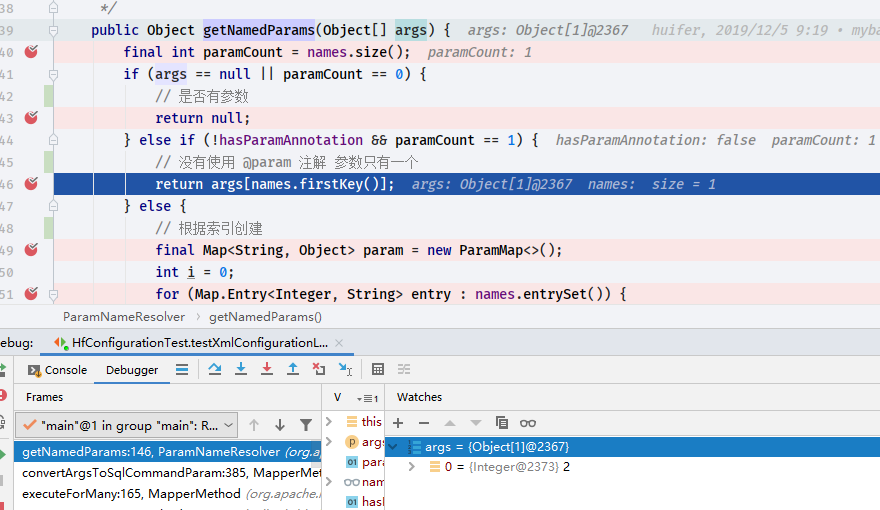 38 */
39 public Object getNamedParams(Object[] args) { args: Object[1]@2367 huifer, 2019/12/5 9:19 • myba
40 final int paramCount = names.size(); paramCount: 1
41 if (args == null || paramCount == 0) {
42 // 是否有参数
43 return null;
44 } else if (!hasParamAnnotation && paramCount == 1) { hasParamAnnotation: false paramCount: 1
45 // 没有使用 @param 注解 参数只有一个
46 return args[names.firstKey()]; args: Object[1]@2367 names: size = 1
47 } else {
48 // 根据索引创建
49 final Map<String, Object> param = new ParamMap<>();
50 int i = 0;
51 for (Map.Entry<Integer, String> entry : names.entrySet()) {
ParamNameResolver › getNamedParams()
ebug: HfConfigurationTest.testXmlConfigurationL... ×
Console Debugger
Frames V 1 Watches
"main"@1 in group "main": R...
getNamedParams:146, ParamNameResolver (org.a
convertArgsToSqlCommandParam:385, MapperMeth
executeForMany:165, MapperMethod (org.apache.i
this
args
para
nam
hasl
args = {Object[1]@2367}
0 = {Integer@2373} 2